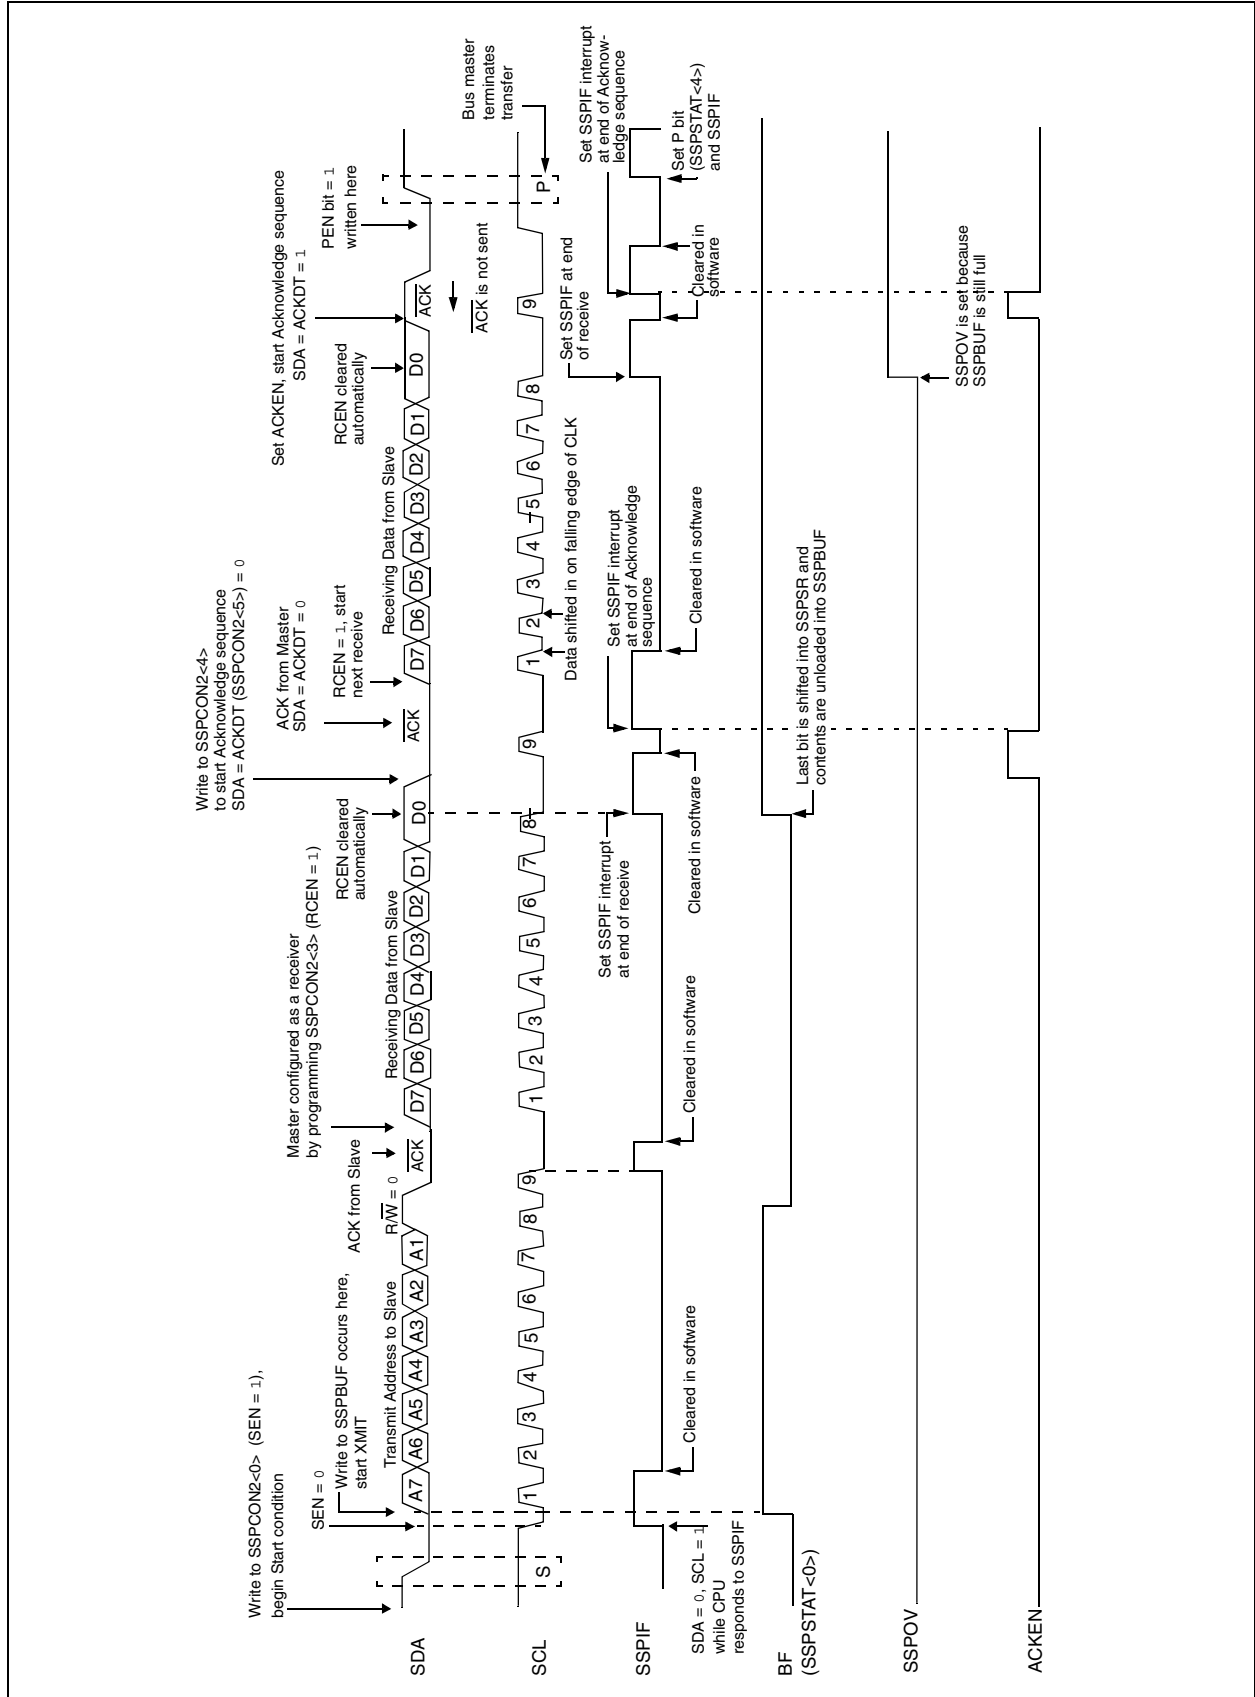 Write to SSPCON2<0> (SEN = 1),
begin Start condition
SEN = 0
Write to SSPBUF occurs here,
start XMIT
Transmit Address to Slave
ACK from Slave
R/W = 0
Master configured as a receiver
by programming SSPCON2<3> (RCEN = 1)
Receiving Data from Slave
RCEN cleared
automatically
Write to SSPCON2<4>
to start Acknowledge sequence
SDA = ACKDT (SSPCON2<5>) = 0
ACK from Master
SDA = ACKDT = 0
RCEN = 1, start
next receive
Receiving Data from Slave
RCEN cleared
automatically
Set ACKEN, start Acknowledge sequence
SDA = ACKDT = 1
PEN bit = 1
written here
SDA
A7 A6 A5 A4 A3 A2 A1 ACK D7 D6 D5 D4 D3 D2 D1 D0 ACK D7 D6 D5 D4 D3 D2 D1 D0 ACK
ACK is not sent
Bus master
terminates
transfer
SCL
S 1 2 3 4 5 6 7 8 9 1 2 3 4 5 6 7 8 9 1 2 3 4 5 6 7 8 9 P
Data shifted in on falling edge of CLK
Set SSPIF interrupt
at end of receive
Set SSPIF interrupt
at end of Acknowledge
sequence
Set SSPIF at end
of receive
Set SSPIF interrupt
at end of Acknow-
ledge sequence
SSPIF
SDA = 0, SCL = 1
while CPU
responds to SSPIF
Cleared in software
Cleared in software
Cleared in software
Cleared in software
Cleared in
software
Set P bit
(SSPSTAT<4>)
and SSPIF
BF
(SSPSTAT<0>)
Last bit is shifted into SSPSR and
contents are unloaded into SSPBUF
SSPOV
SSPOV is set because
SSPBUF is still full
ACKEN